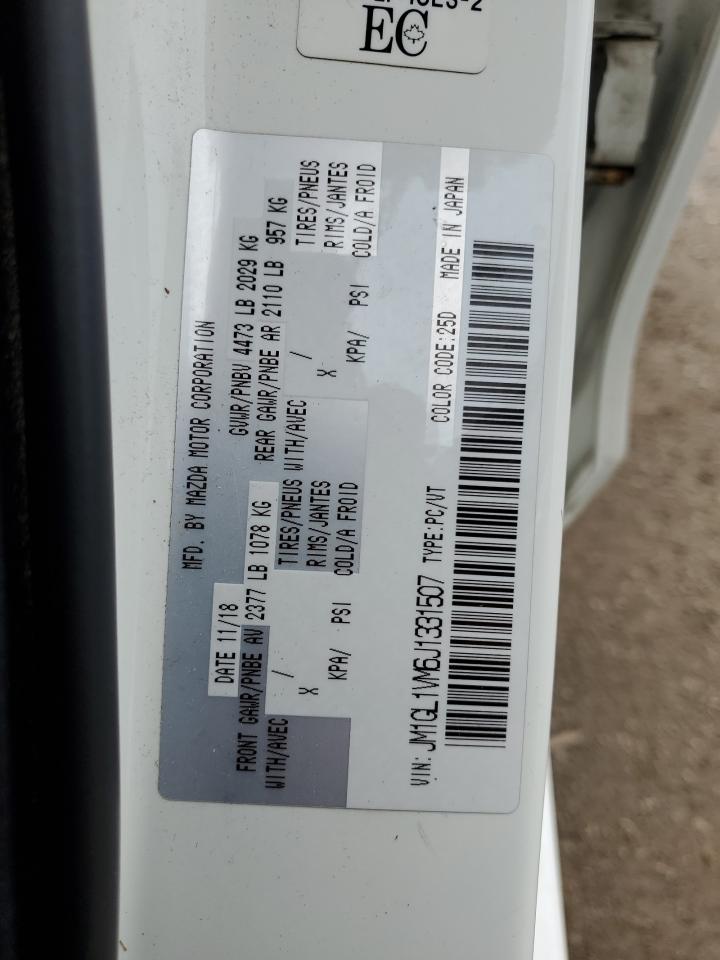 EC
MFD. BY MAZDA MOTOR CORPORATION
DATE 11/18 GVWR/PNBV 4473 LB 2029 KG
FRONT GAWR/PNBE AV 2377 LB 1078 KG REAR GAWR/PNBE AR 2110 LB 957 KG
WITH/AVEC TIRES/PNEUS WITH/AVEC TIRES/PNEUS
X / RIMS/JANTES X / RIMS/JANTES
KPA/ PSI COLD/A FROID KPA/ PSI COLD/A FROID
VIN: JM1GL1VM6J1331507 TYPE:PC/VT COLOR CODE:25D MADE IN JAPAN